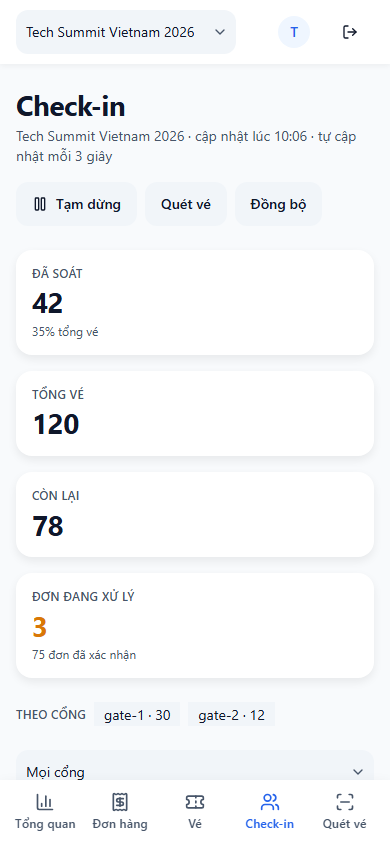 Tech Summit Vietnam 2026
T
Check-in
Tech Summit Vietnam 2026 · cập nhật lúc 10:06 · tự cập
nhật mỗi 3 giây
Tạm dừng
Quét vé
Đồng bộ
ĐÃ SOÁT
42
35% tổng vé
TỔNG VÉ
120
CÒN LẠI
78
ĐƠN ĐANG XỬ LÝ
3
75 đơn đã xác nhận
THEO CỔNG
gate-1 · 30
gate-2 · 12
Mọi cổng
Tổng quan
Đơn hàng
Vé
Check-in
Quét vé